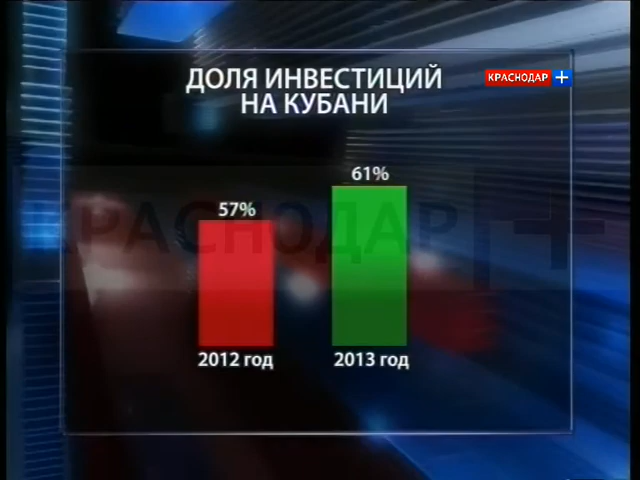 ДОЛЯ ИНВЕСТИЦИЙ
НА КУБАНИ
КРАСНОДАР +
61%
57%
КРАСНОДАР +
2012 год
2013 год